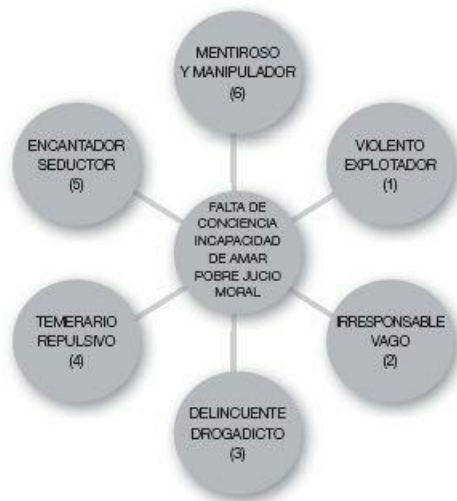 MENTIROSO
Y MANIPULADOR
(6)
ENCANTADOR
SEDUCTOR
(5)
VIOLENTO
EXPLOTADOR
(1)
FALTA DE
CONCIENCIA
INCAPACIDAD
DE AMAR
POBRE JUCIO
MORAL
TEMERARIO
REPULSIVO
(4)
IRRESPONSABLE
VAGO
(2)
DELINCUENTE
DROGADICTO
(3)